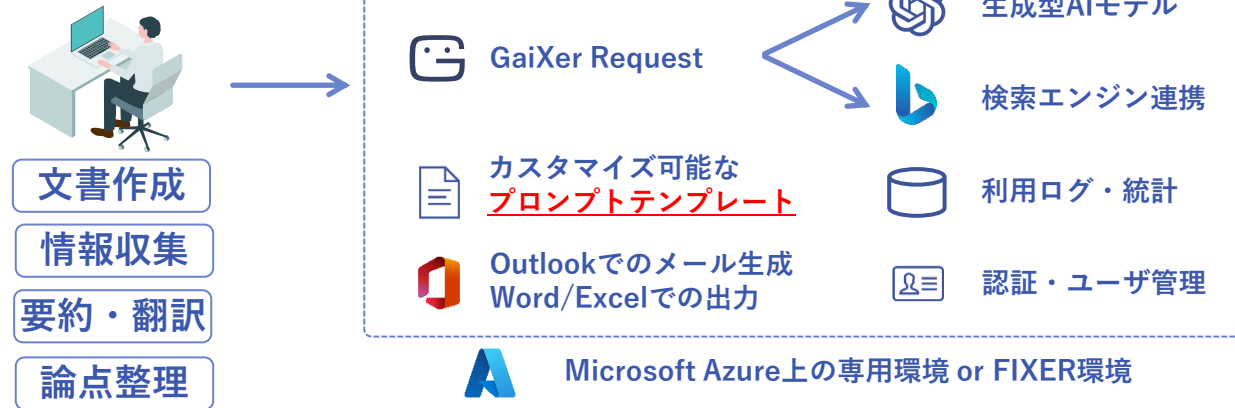 生成型AIモデル
GaiXer Request
検索エンジン連携
カスタマイズ可能な
プロンプトテンプレート
利用ログ・統計
Outlookでのメール生成
Word/Excelでの出力
認証・ユーザ管理
文書作成
情報収集
要約・翻訳
論点整理
Microsoft Azure上の専用環境 or FIXER環境